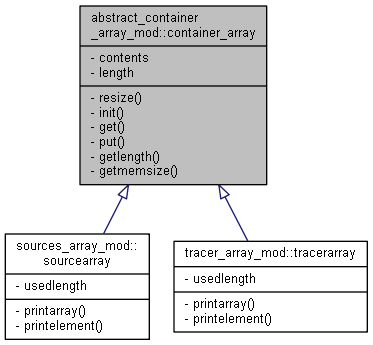 abstract_container
_array_mod::container_array
- contents
- length
- resize()
- init()
- get()
- put()
- getlength()
- getmemsize()
sources_array_mod::
sourcearray
- usedlength
- printarray()
- printelement()
tracer_array_mod::tracerarray
- usedlength
- printarray()
- printelement()